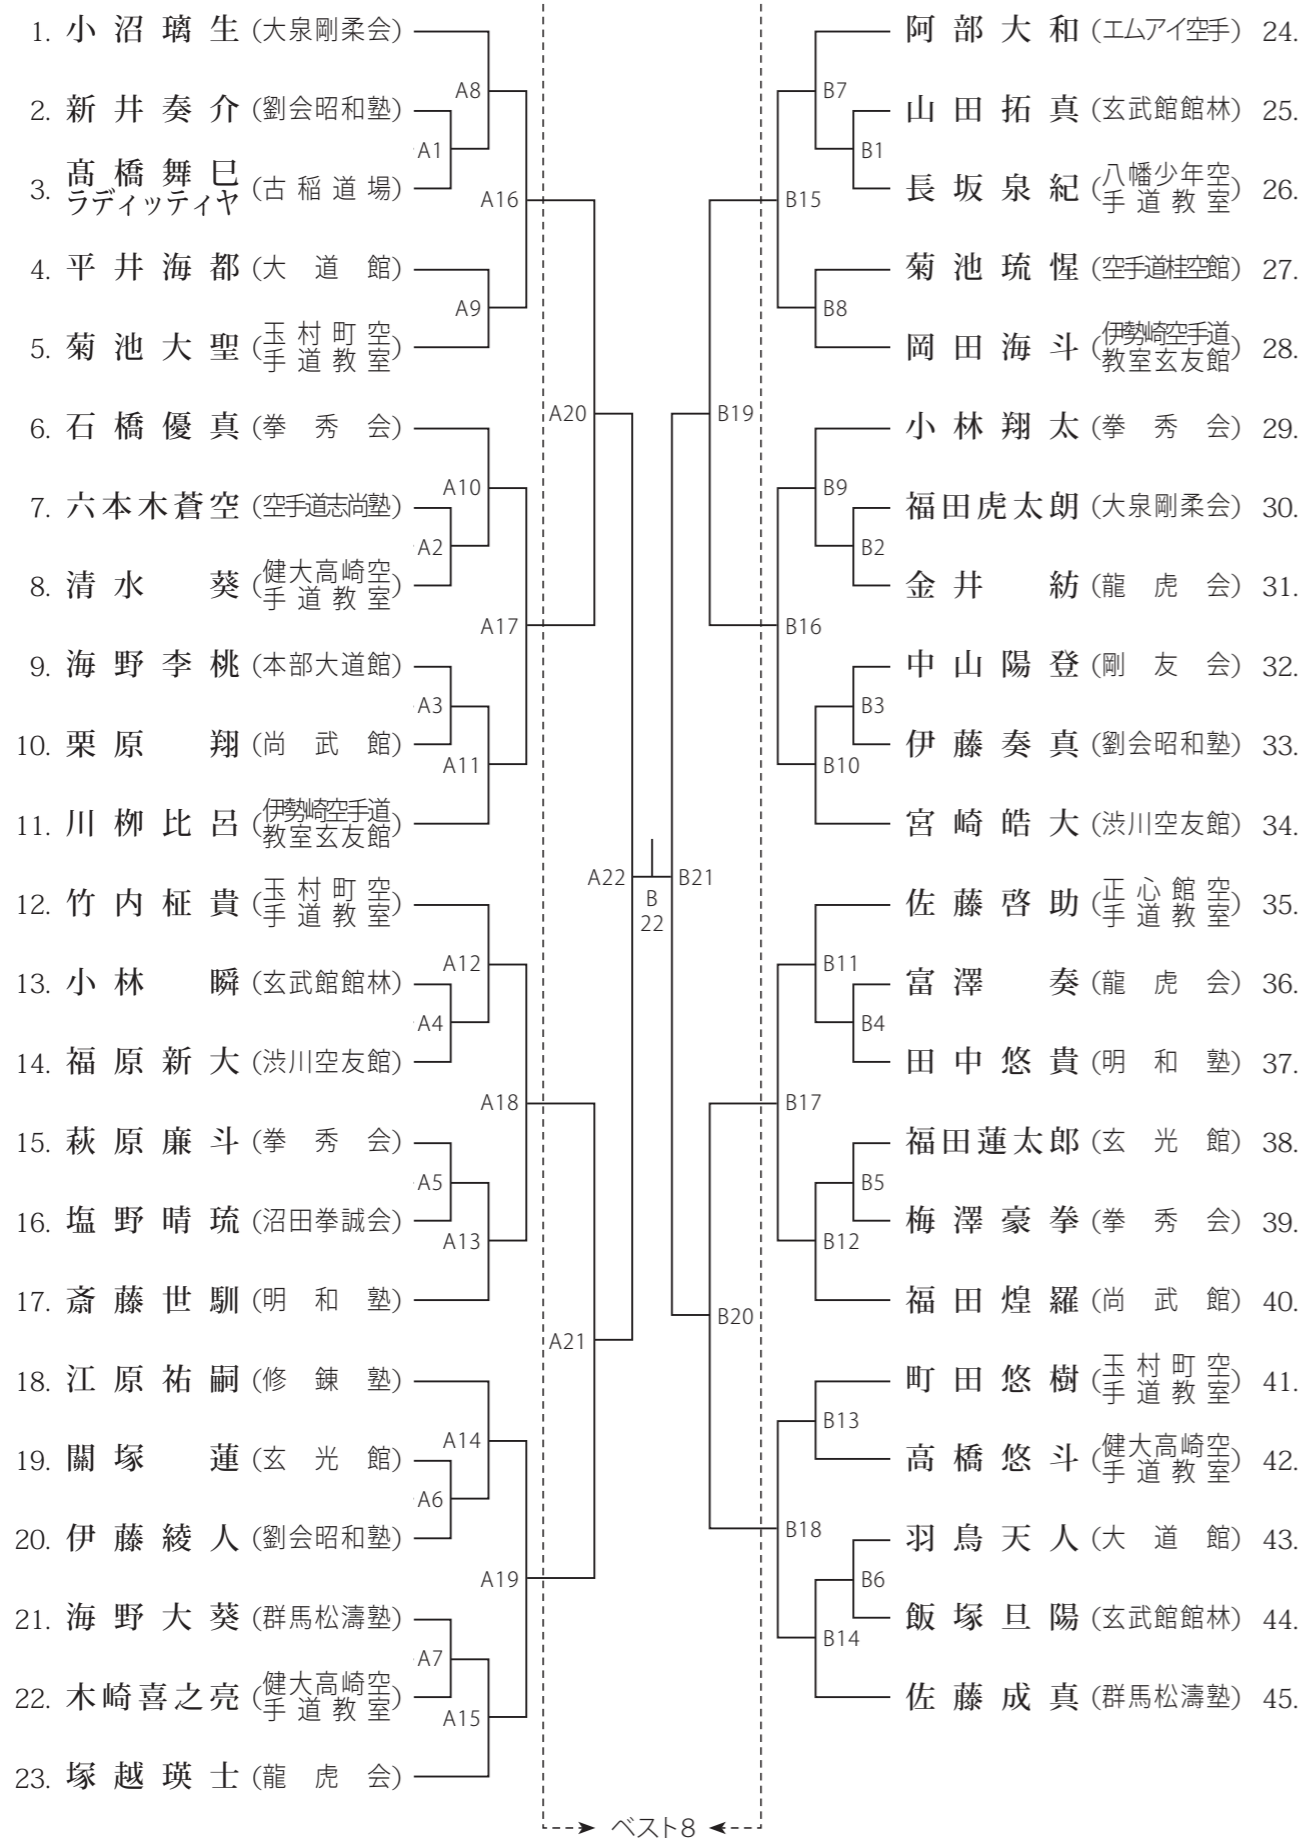 1. 小沼璃生 (大泉剛柔会)
2. 新井奏介 (劉会昭和塾)
3. 髙橋舞巳ラディッティヤ (古稲道場)
4. 平井海都 (大道館)
5. 菊池大聖 (玉村町空手道教室)
6. 石橋優真 (拳秀会)
7. 六本木蒼空 (空手道志尚塾)
8. 清水葵 (健大高崎空手道教室)
9. 海野李桃 (本部大道館)
10. 栗原翔 (尚武館)
11. 川栁比呂 (伊勢崎空手道教室玄友館)
12. 竹内柾貴 (玉村町空手道教室)
13. 小林瞬 (玄武館館林)
14. 福原新大 (渋川空友館)
15. 萩原廉斗 (拳秀会)
16. 塩野晴琉 (沼田拳誠会)
17. 斎藤世馴 (明和塾)
18. 江原祐嗣 (修錬塾)
19. 關塚蓮 (玄光館)
20. 伊藤綾人 (劉会昭和塾)
21. 海野大葵 (群馬松濤塾)
22. 木崎喜之亮 (健大高崎空手道教室)
23. 塚越瑛士 (龍虎会)
A1
A2
A3
A4
A5
A6
A7
A8
A9
A10
A11
A12
A13
A14
A15
A16
A17
A18
A19
A20
A21
A22
B22
B21
B19
B20
B15
B16
B17
B18
B7
B8
B9
B10
B11
B12
B13
B14
B1
B2
B3
B4
B5
B6
阿部大和 (エムアイ空手) 24.
山田拓真 (玄武館館林) 25.
長坂泉紀 (八幡少年空手道教室) 26.
菊池琉惺 (空手道桂空館) 27.
岡田海斗 (伊勢崎空手道教室玄友館) 28.
小林翔太 (拳秀会) 29.
福田虎太朗 (大泉剛柔会) 30.
金井紡 (龍虎会) 31.
中山陽登 (剛友会) 32.
伊藤奏真 (劉会昭和塾) 33.
宮崎皓大 (渋川空友館) 34.
佐藤啓助 (正心館空手道教室) 35.
富澤奏 (龍虎会) 36.
田中悠貴 (明和塾) 37.
福田蓮太郎 (玄光館) 38.
梅澤豪拳 (拳秀会) 39.
福田煌羅 (尚武館) 40.
町田悠樹 (玉村町空手道教室) 41.
高橋悠斗 (健大高崎空手道教室) 42.
羽鳥天人 (大道館) 43.
飯塚旦陽 (玄武館館林) 44.
佐藤成真 (群馬松濤塾) 45.
ベスト8